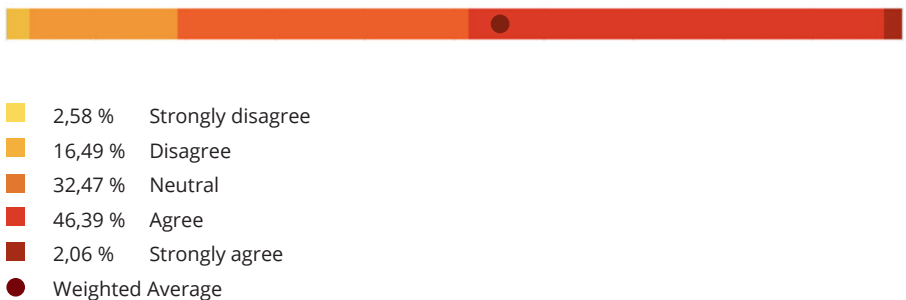 2,58 % Strongly disagree
16,49 % Disagree
32,47 % Neutral
46,39 % Agree
2,06 % Strongly agree
Weighted Average